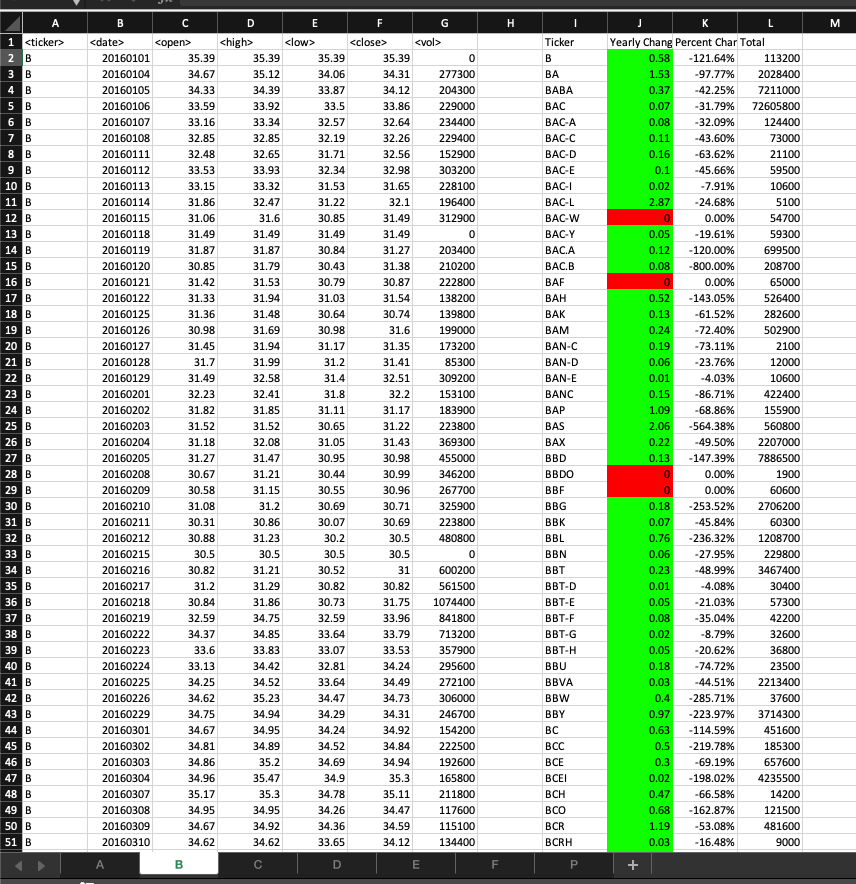 A B C D E F G H I J K L M
1 <ticker> <date> <open> <high> <low> <close> <vol> Ticker Yearly Chang Percent Char Total
2 B 20160101 35.39 35.39 35.39 35.39 0 B 0.58 -121.64% 113200
3 B 20160104 34.67 35.12 34.06 34.31 277300 BA 1.53 -97.77% 2028400
4 B 20160105 34.33 34.39 33.87 34.12 204300 BABA 0.37 -42.25% 7211000
5 B 20160106 33.59 33.92 33.5 33.86 229000 BAC 0.07 -31.79% 72605800
6 B 20160107 33.16 33.34 32.57 32.64 234400 BAC-A 0.08 -32.09% 124400
7 B 20160108 32.85 32.85 32.19 32.26 229400 BAC-C 0.11 -43.60% 73000
8 B 20160111 32.48 32.65 31.71 32.56 152900 BAC-D 0.16 -63.62% 21100
9 B 20160112 33.53 33.93 32.34 32.98 303200 BAC-E 0.1 -45.66% 59500
10 B 20160113 33.15 33.32 31.53 31.65 228100 BAC-I 0.02 -7.91% 10600
11 B 20160114 31.86 32.47 31.22 32.1 196400 BAC-L 2.87 -24.68% 5100
12 B 20160115 31.06 31.6 30.85 31.49 312900 BAC-W 0 0.00% 54700
13 B 20160118 31.49 31.49 31.49 31.49 0 BAC-Y 0.05 -19.61% 59300
14 B 20160119 31.87 31.87 30.84 31.27 203400 BAC.A 0.12 -120.00% 699500
15 B 20160120 30.85 31.79 30.43 31.38 210200 BAC.B 0.08 -800.00% 208700
16 B 20160121 31.42 31.53 30.79 30.87 222800 BAF 0 0.00% 65000
17 B 20160122 31.33 31.94 31.03 31.54 138200 BAH 0.52 -143.05% 526400
18 B 20160125 31.36 31.48 30.64 30.74 139800 BAK 0.13 -61.52% 282600
19 B 20160126 30.98 31.69 30.98 31.6 199000 BAM 0.24 -72.40% 502900
20 B 20160127 31.45 31.94 31.17 31.35 173200 BAN-C 0.19 -73.11% 2100
21 B 20160128 31.7 31.99 31.2 31.41 85300 BAN-D 0.06 -23.76% 12000
22 B 20160129 31.49 32.58 31.4 32.51 309200 BAN-E 0.01 -4.03% 10600
23 B 20160201 32.23 32.41 31.8 32.2 153100 BANC 0.15 -86.71% 422400
24 B 20160202 31.82 31.85 31.11 31.17 183900 BAP 1.09 -68.86% 155900
25 B 20160203 31.52 31.52 30.65 31.22 223800 BAS 2.06 -564.38% 560800
26 B 20160204 31.18 32.08 31.05 31.43 369300 BAX 0.22 -49.50% 2207000
27 B 20160205 31.27 31.47 30.95 30.98 455000 BBD 0.13 -147.39% 7886500
28 B 20160208 30.67 31.21 30.44 30.99 346200 BBDO 0 0.00% 1900
29 B 20160209 30.58 31.15 30.55 30.96 267700 BBF 0 0.00% 60600
30 B 20160210 31.08 31.2 30.69 30.71 325900 BBG 0.18 -253.52% 2706200
31 B 20160211 30.31 30.86 30.07 30.69 223800 BBK 0.07 -45.84% 60300
32 B 20160212 30.88 31.23 30.2 30.5 480800 BBL 0.76 -236.32% 1208700
33 B 20160215 30.5 30.5 30.5 30.5 0 BBN 0.06 -27.95% 229800
34 B 20160216 30.82 31.21 30.52 31 600200 BBT 0.23 -48.99% 3467400
35 B 20160217 31.2 31.29 30.82 30.82 561500 BBT-D 0.01 -4.08% 30400
36 B 20160218 30.84 31.86 30.73 31.75 1074400 BBT-E 0.05 -21.03% 57300
37 B 20160219 32.59 34.75 32.59 33.96 841800 BBT-F 0.08 -35.04% 42200
38 B 20160222 34.37 34.85 33.64 33.79 713200 BBT-G 0.02 -8.79% 32600
39 B 20160223 33.6 33.83 33.07 33.53 357900 BBT-H 0.05 -20.62% 36800
40 B 20160224 33.13 34.42 32.81 34.24 295600 BBU 0.18 -74.72% 23500
41 B 20160225 34.25 34.52 33.64 34.49 272100 BBVA 0.03 -44.51% 2213400
42 B 20160226 34.62 35.23 34.47 34.73 306000 BBW 0.4 -285.71% 37600
43 B 20160229 34.75 34.94 34.29 34.31 246700 BBY 0.97 -223.97% 3714300
44 B 20160301 34.67 34.95 34.24 34.92 154200 BC 0.63 -114.59% 451600
45 B 20160302 34.81 34.89 34.52 34.84 222500 BCC 0.5 -219.78% 185300
46 B 20160303 34.86 35.2 34.69 34.94 192600 BCE 0.3 -69.19% 657600
47 B 20160304 34.96 35.47 34.9 35.3 165800 BCEI 0.02 -198.02% 4235500
48 B 20160307 35.17 35.3 34.78 35.11 211800 BCH 0.47 -66.58% 14200
49 B 20160308 34.95 34.95 34.26 34.47 117600 BCO 0.68 -162.87% 121500
50 B 20160309 34.67 34.92 34.36 34.59 115100 BCR 1.19 -53.08% 481600
51 B 20160310 34.62 34.62 33.65 34.12 134400 BCRH 0.03 -16.48% 9000
A B C D E F P +